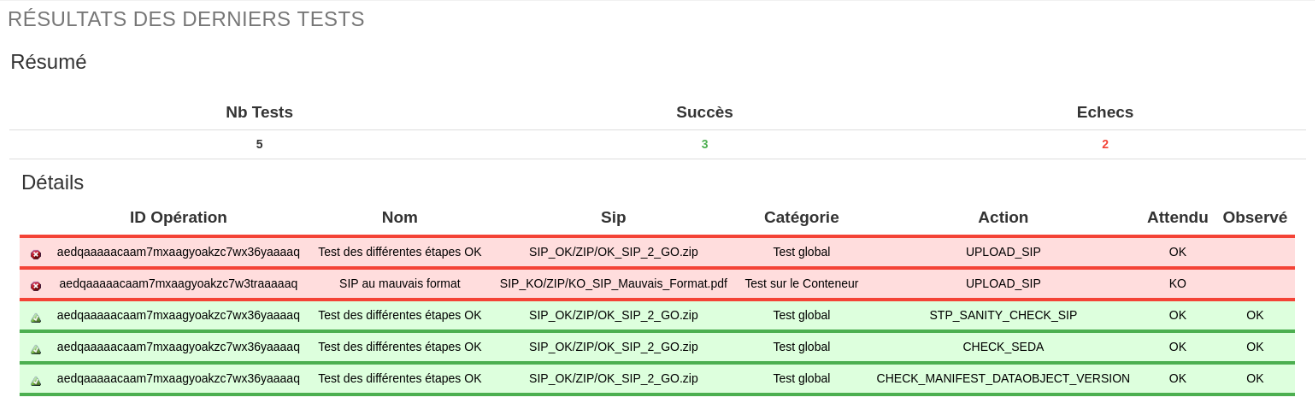 RÉSULTATS DES DERNIERS TESTS
Résumé
Nb Tests Succès Echecs
5 3 2
Détails
ID Opération Nom Sip Catégorie Action Attendu Observé
aedqaaaaacaam7mxaagyoakzc7wx36yaaaaq Test des différentes étapes OK SIP_OK/ZIP/OK_SIP_2_GO.zip Test global UPLOAD_SIP OK
aedqaaaaacaam7mxaagyoakzc7w3traaaaaq SIP au mauvais format SIP_KO/ZIP/KO_SIP_Mauvais_Format.pdf Test sur le Conteneur UPLOAD_SIP KO
aedqaaaaacaam7mxaagyoakzc7wx36yaaaaq Test des différentes étapes OK SIP_OK/ZIP/OK_SIP_2_GO.zip Test global STP_SANITY_CHECK_SIP OK OK
aedqaaaaacaam7mxaagyoakzc7wx36yaaaaq Test des différentes étapes OK SIP_OK/ZIP/OK_SIP_2_GO.zip Test global CHECK_SEDA OK OK
aedqaaaaacaam7mxaagyoakzc7wx36yaaaaq Test des différentes étapes OK SIP_OK/ZIP/OK_SIP_2_GO.zip Test global CHECK_MANIFEST_DATAOBJECT_VERSION OK OK